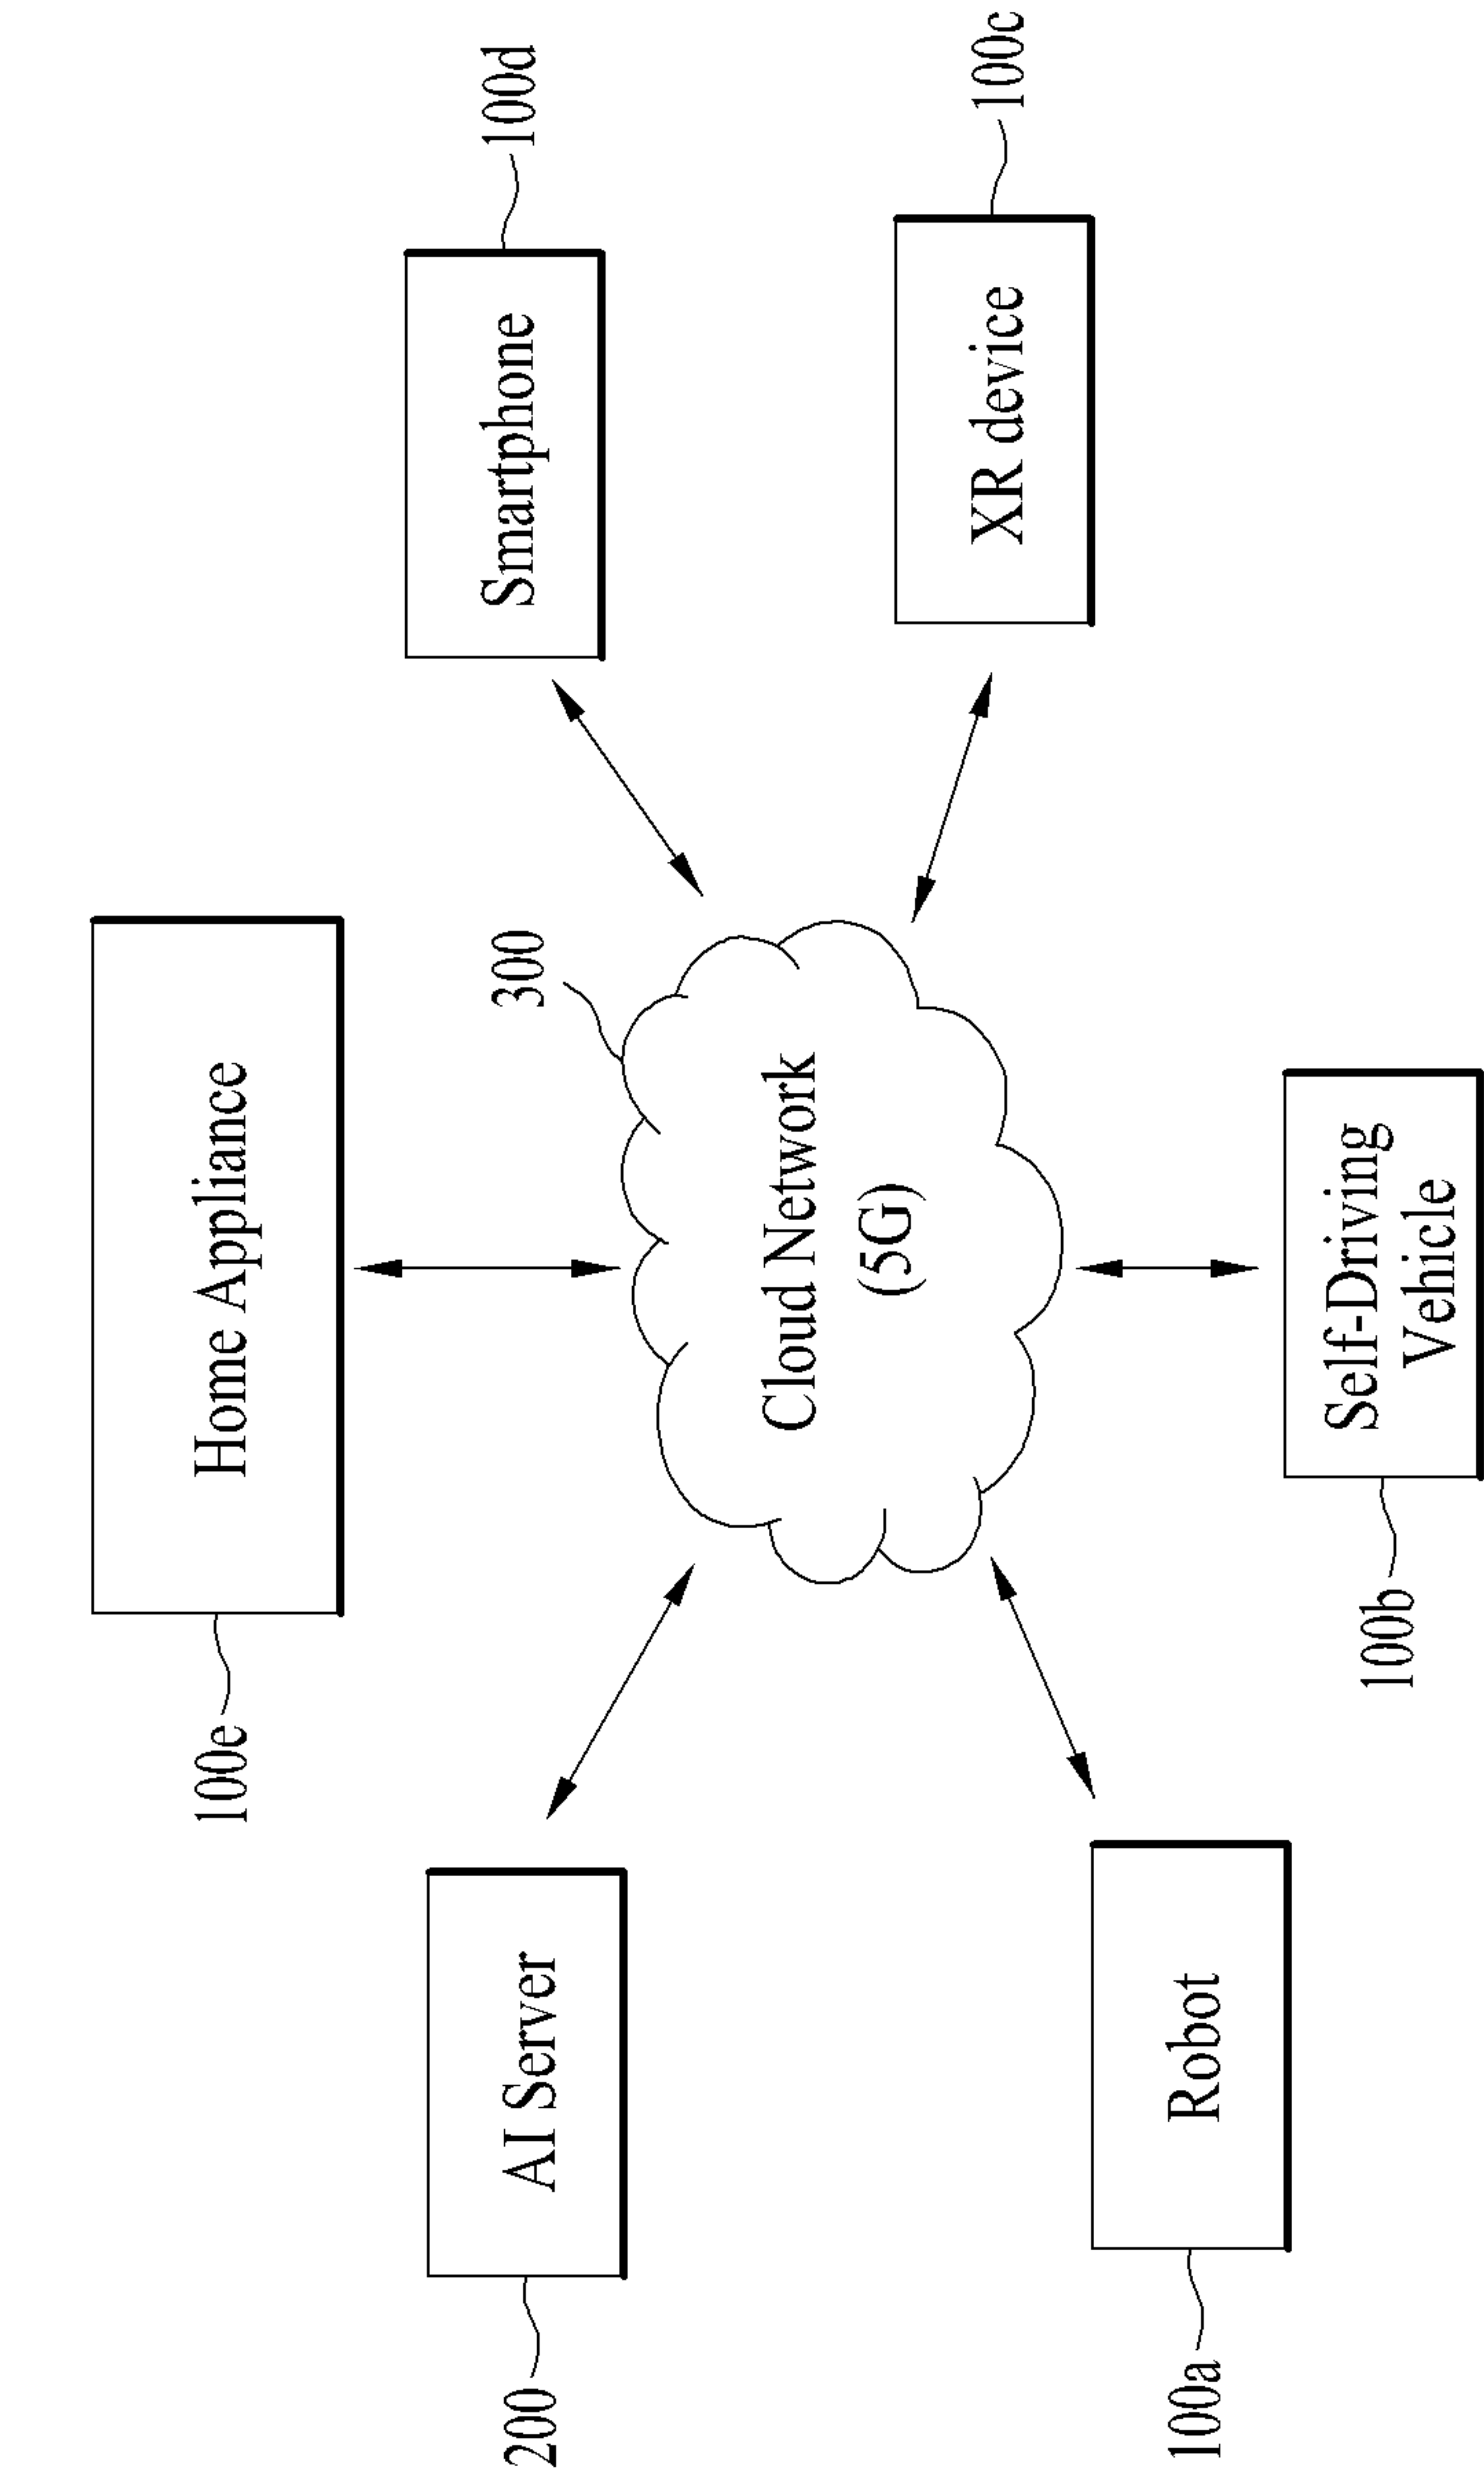 100e
Home Appliance
200
AI Server
300
Smartphone
100d
Cloud Network
(5G)
100a
Robot
100b
Self-Driving
Vehicle
XR device
100c